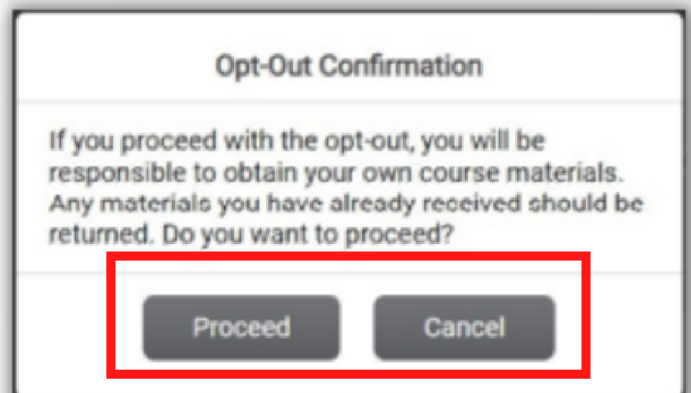 Opt-Out Confirmation
If you proceed with the opt-out, you will be
responsible to obtain your own course materials.
Any materials you have already received should be
returned. Do you want to proceed?
Proceed Cancel